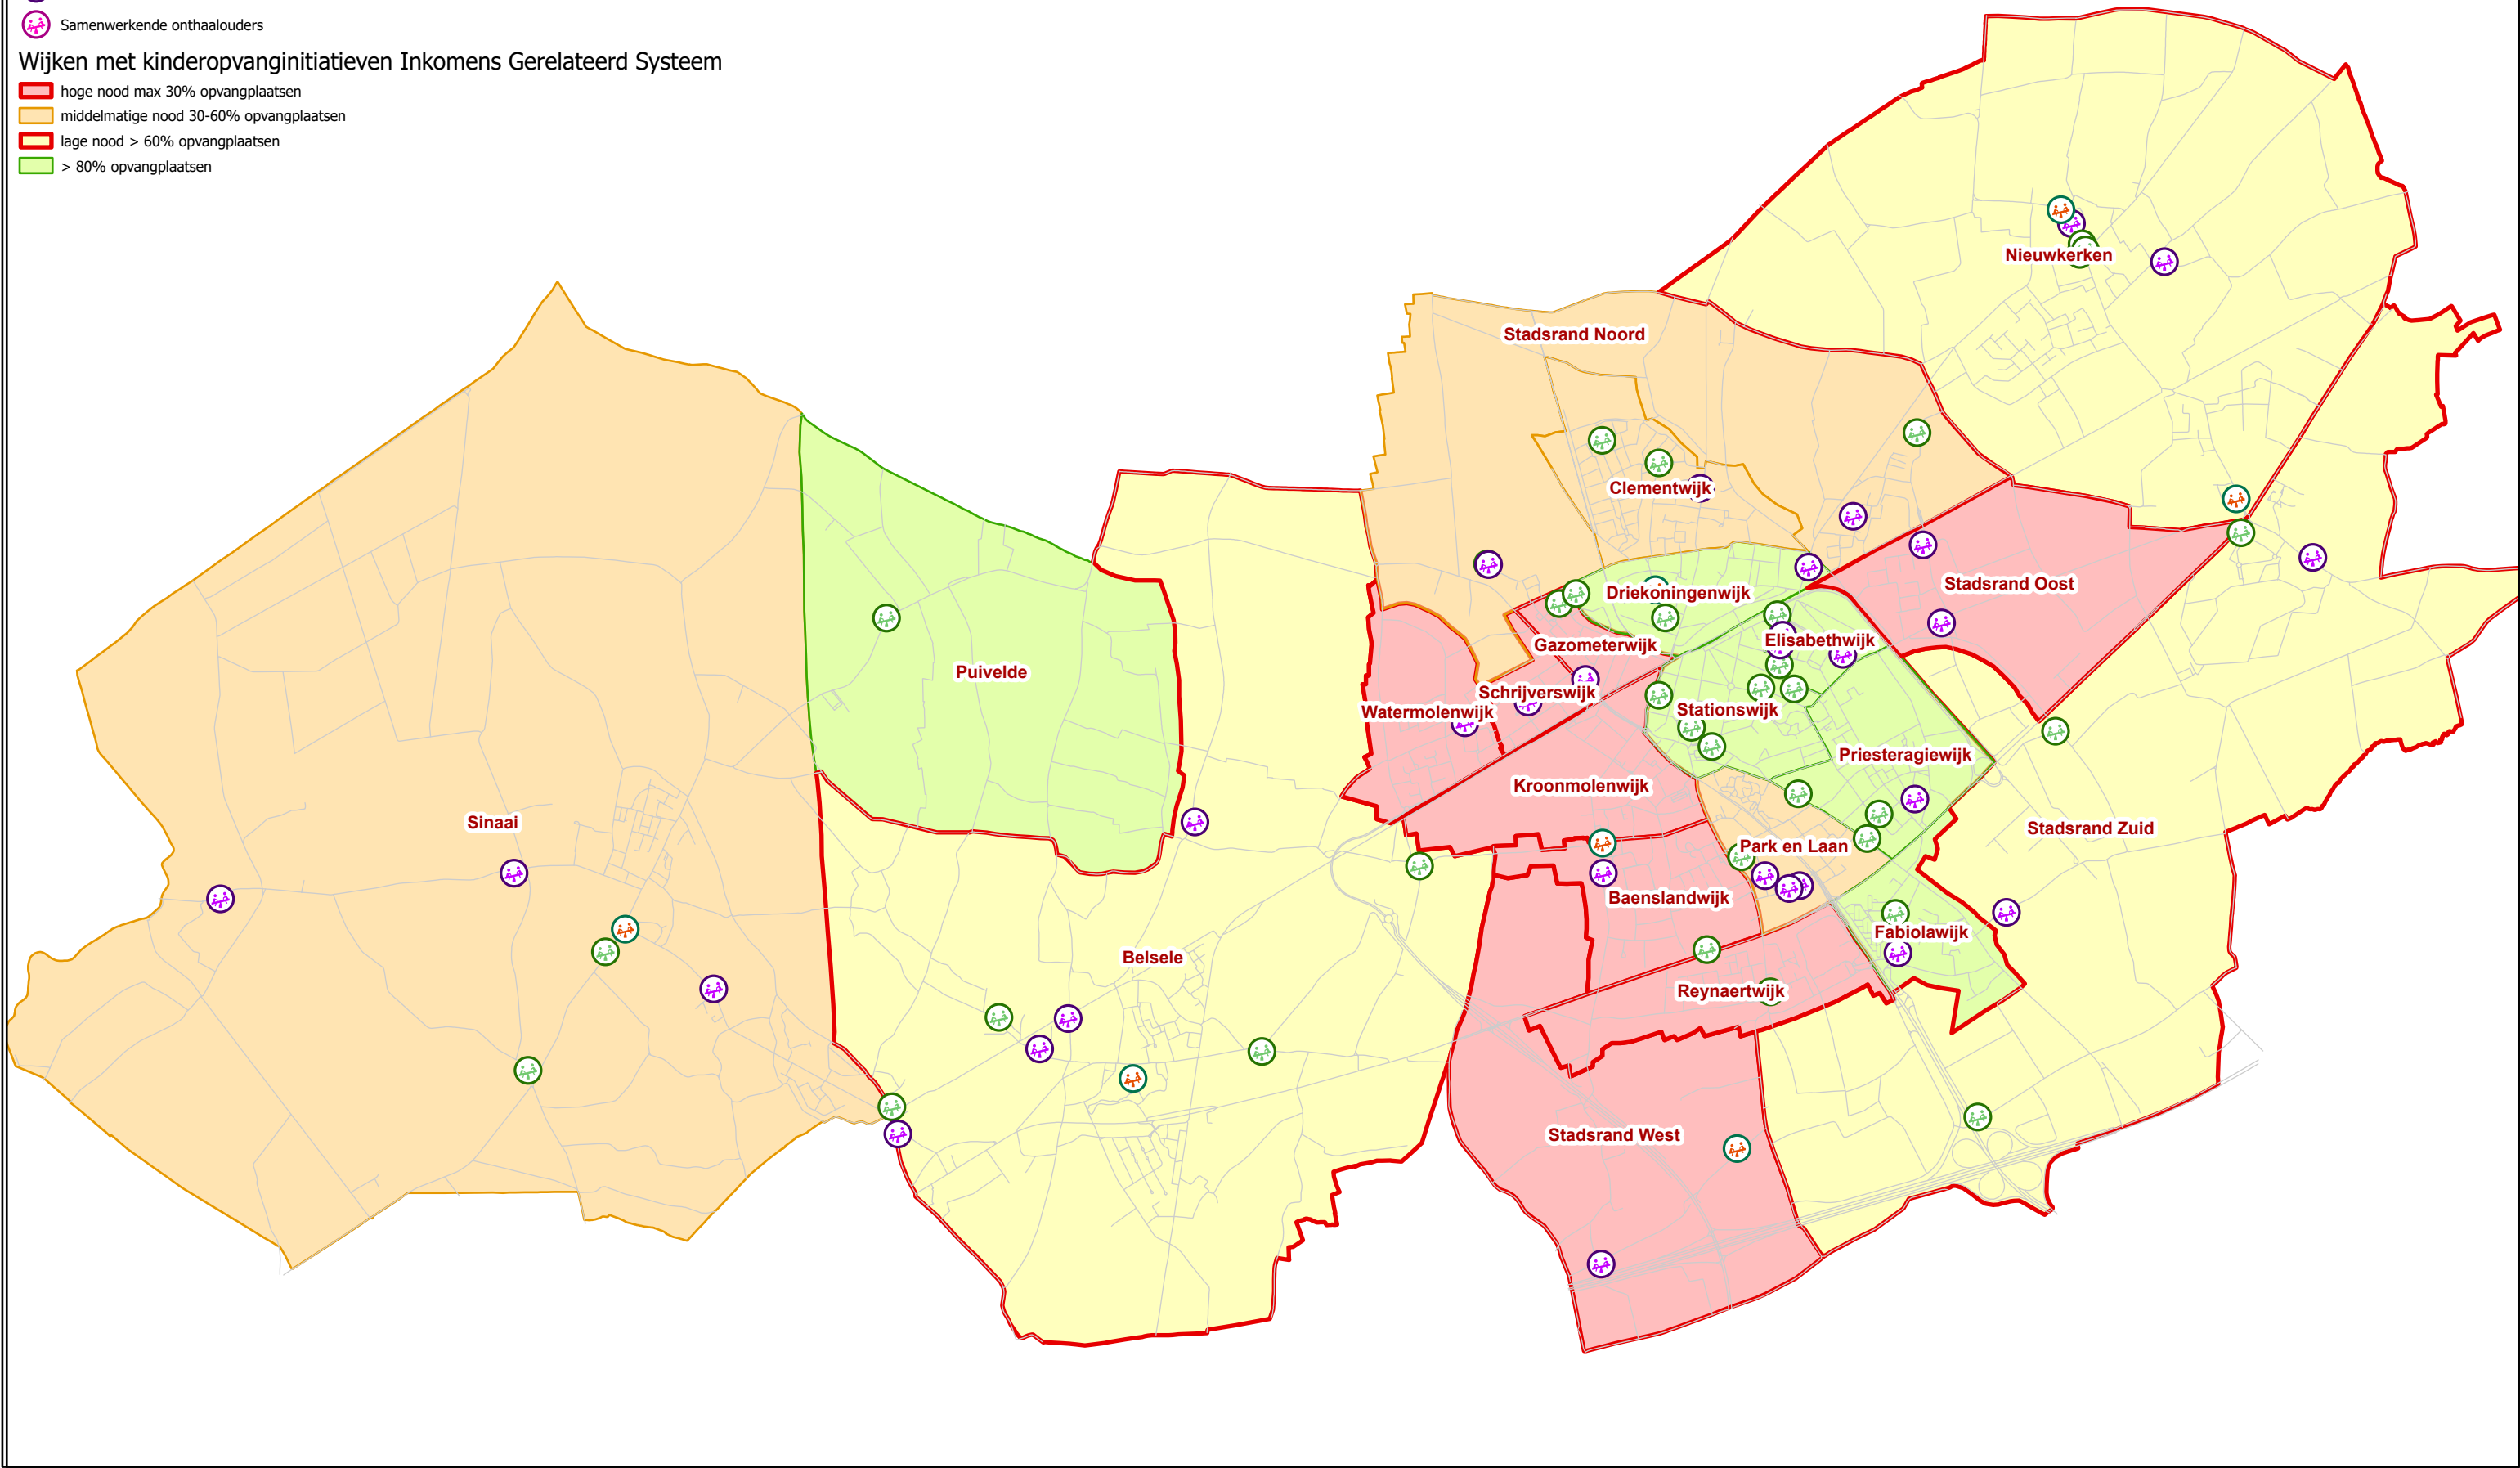 Samenwerkende onthaalouders
Wijken met kinderopvanginitiatieven Inkomens Gerelateerd Systeem
hoge nood max 30% opvangplaatsen
middelmatige nood 30-60% opvangplaatsen
lage nood > 60% opvangplaatsen
> 80% opvangplaatsen
Nieuwkerken
Stadsrand Noord
Clementwijk
Stadsrand Oost
Driekoningenwijk
Elisabethwijk
Gazometerwijk
Puivelde
Schrijverswijk
Watermolenwijk
Stationswijk
Priesteragiewijk
Kroonmolenwijk
Sinaai
Stadsrand Zuid
Park en Laan
Baenslandwijk
Fabiolawijk
Belsele
Reynaertwijk
Stadsrand West